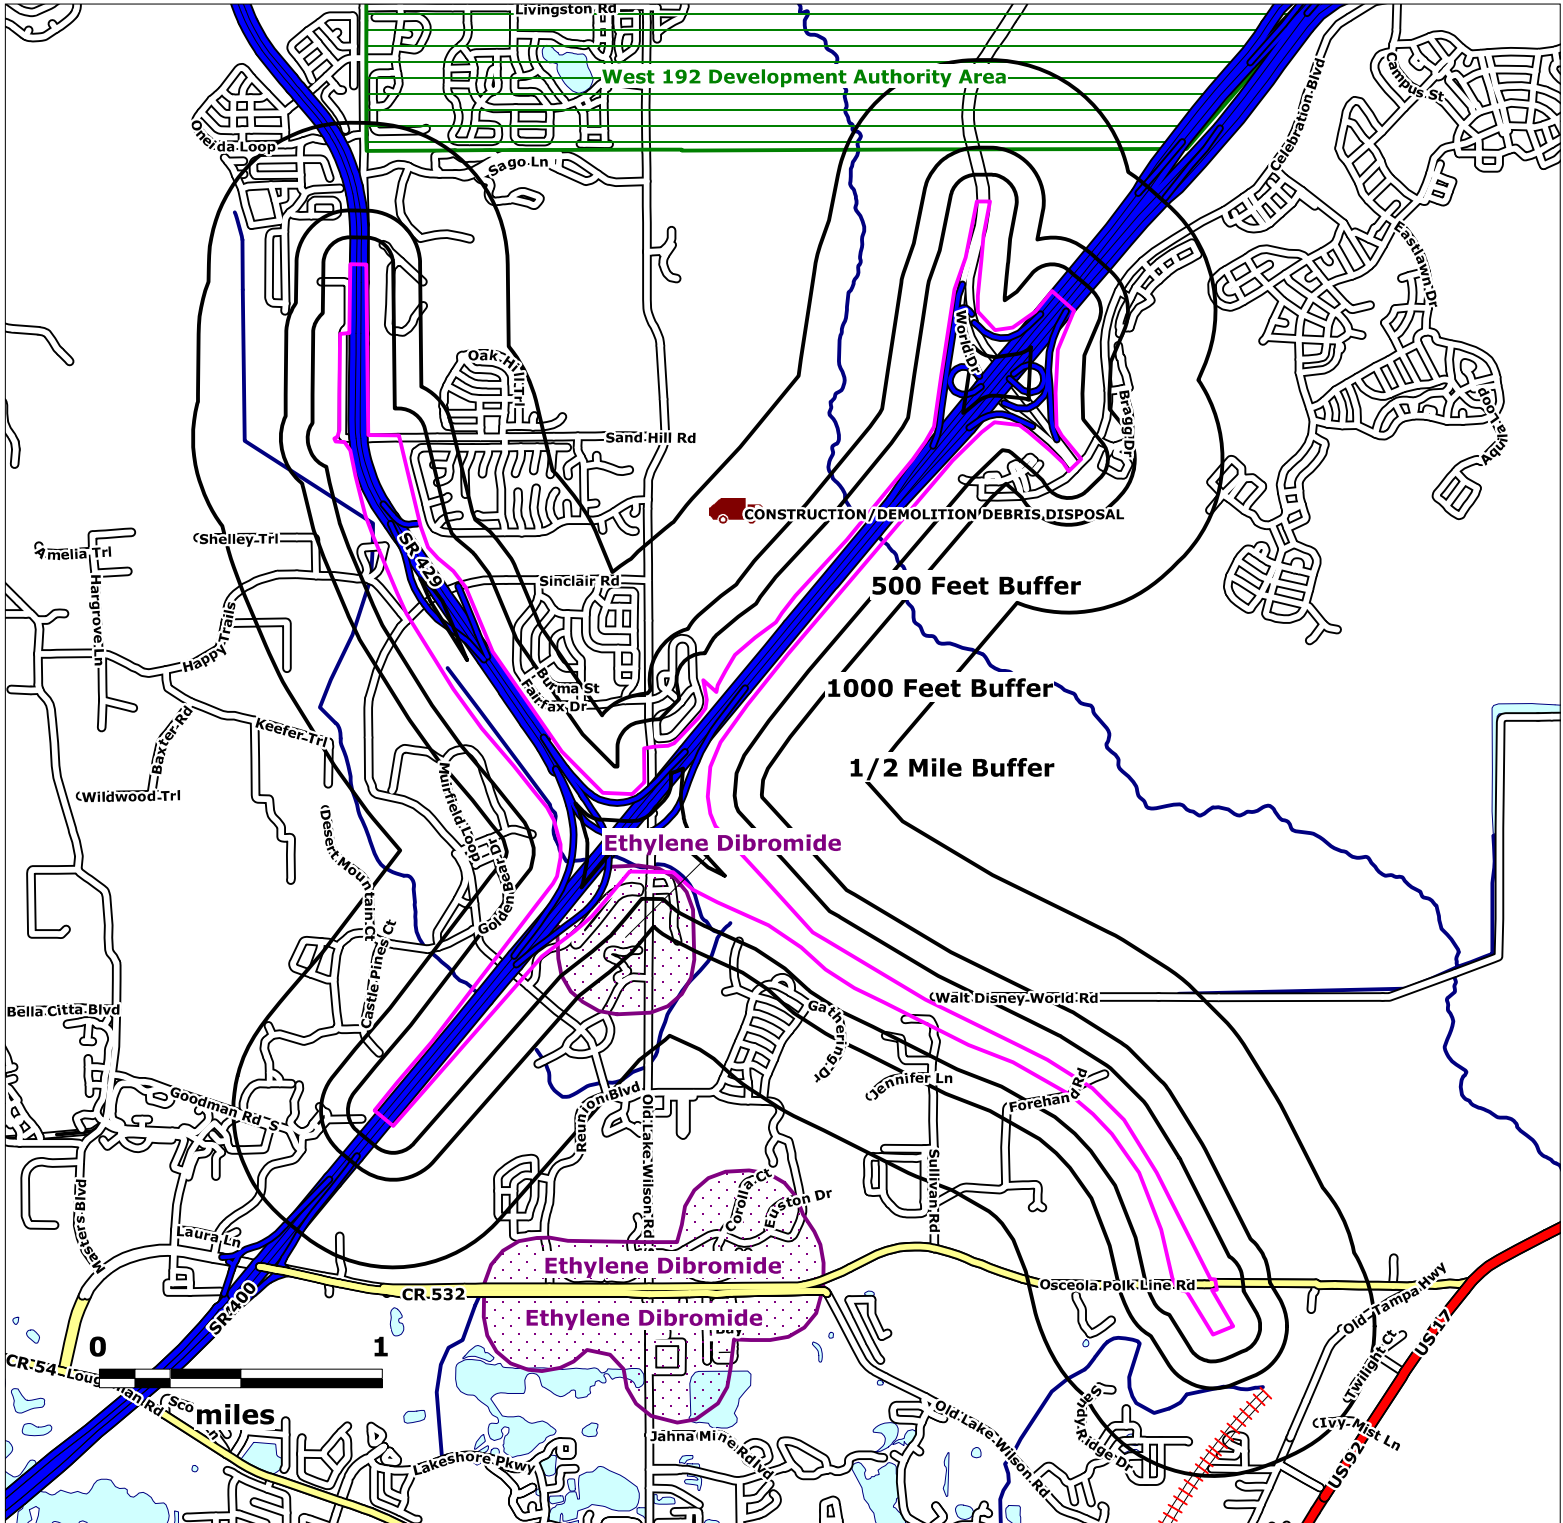 Livingston Rd
West 192 Development Authority Area
Campus St
Celebration Blvd
Oneida Loop
Sago Ln
Eastlawn Dr
World Dr
Oak Hill Trl
Bragg Dr
Aquila Loop
Sand Hill Rd
CONSTRUCTION/DEMOLITION DEBRIS DISPOSAL
Shelley Trl
Amelia Trl
SR 429
Hargrove Ln
Sinclair Rd
500 Feet Buffer
Happy Trails
Burma St
Fairfax Dr
1000 Feet Buffer
Baxter Rd
Keefer Trl
1/2 Mile Buffer
Wildwood Trl
Muirfield Loop
Desert Mountain Ct
Golden Bear Dr
Ethylene Dibromide
Castle Pines Ct
Walt Disney World Rd
Bella Citta Blvd
Gathering Dr
Jennifer Ln
Forehand Rd
Goodman Rd S
Reunion Blvd
Old Lake Wilson Rd
Sullivan Rd
Corolla Ct
Euston Dr
Masters Blvd
Laura Ln
Ethylene Dibromide
Osceola Polk Line Rd
CR 532
SR 400
Ethylene Dibromide
Bay
Old Tampa Hwy
US 17
Twilight Ct
0 1
miles
CR 54
Sco
Sandy Ridge Dr
Old Lake Wilson Rd
Ivy Mist Ln
Jahna Mine Rd
lvd
Lakeshore Pkwy
US 92